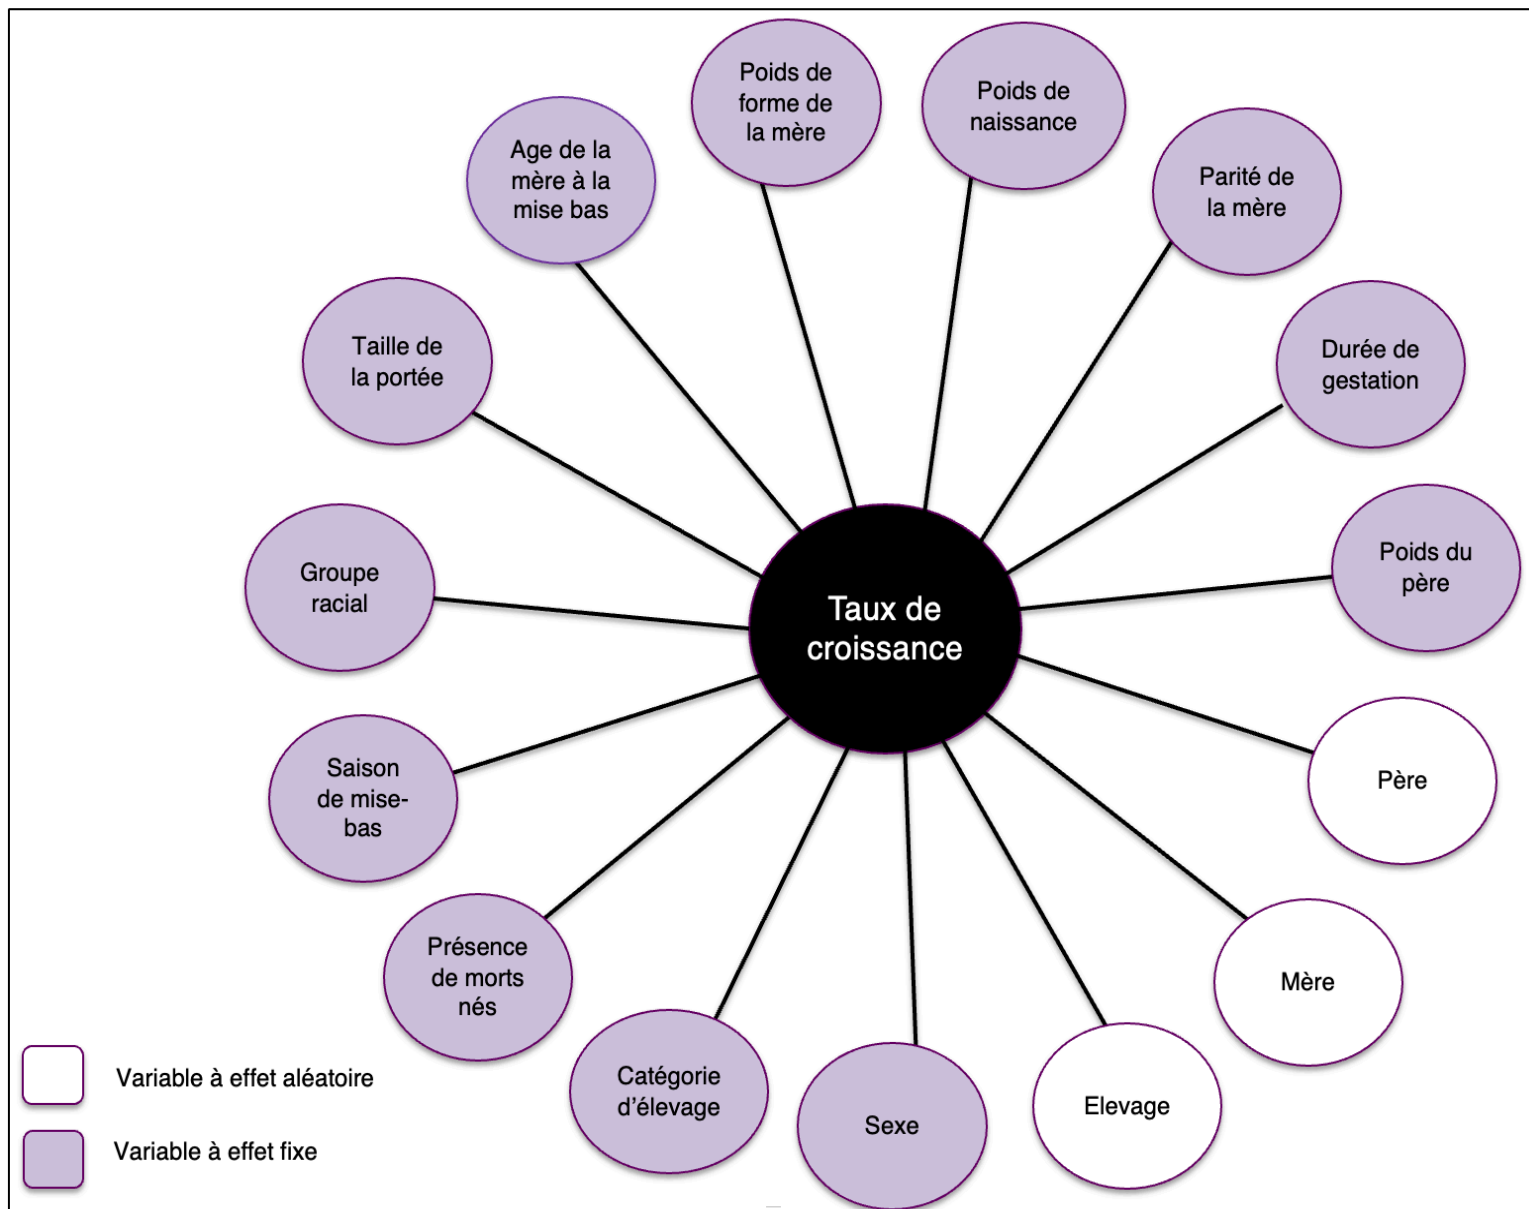 Poids de
forme de
la mère
Poids de
naissance
Age de la
mère à la
mise bas
Parité de
la mère
Taille de
la portée
Durée de
gestation
Groupe
racial
Poids du
père
Taux de
croissance
Saison
de mise-
bas
Père
Présence
de morts
nés
Mère
Catégorie
d'élevage
Sexe
Elevage
Variable à effet aléatoire
Variable à effet fixe